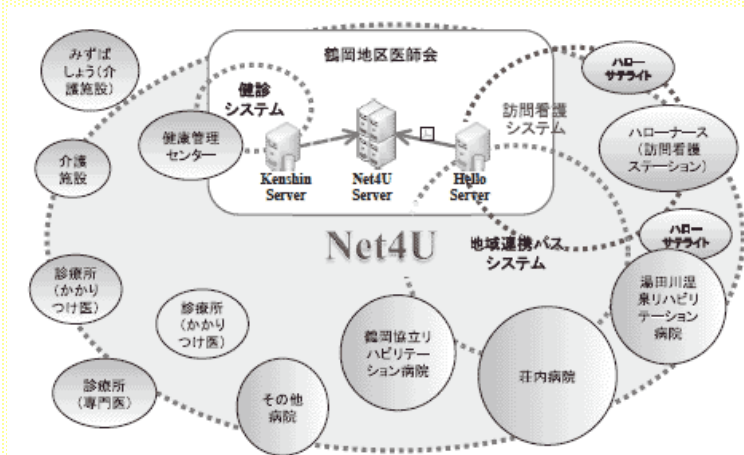 鶴岡地区医師会
みずば
しょう(介
護施設)
健診
システム
ハロー
サテライト
訪問看護
システム
健康管理
センター
ハローナース
(訪問看護
ステーション)
介護
施設
Kenshin
Server
Net4U
Server
Hello
Server
Net4U
地域連携パス
システム
ハロー
サテライト
診療所
(かかり
つけ医)
診療所
(かかり
つけ医)
鶴岡協立リ
ハビリテー
ション病院
荘内病院
湯田川温
泉リハビリ
テーション
病院
診療所
(専門医)
その他
病院